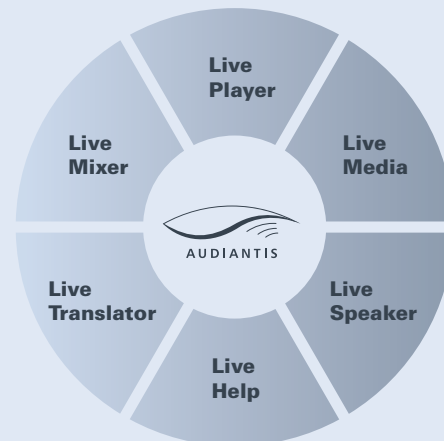 Live
Player
Live
Media
Live
Speaker
Live
Help
Live
Translator
Live
Mixer
AUDIANTIS